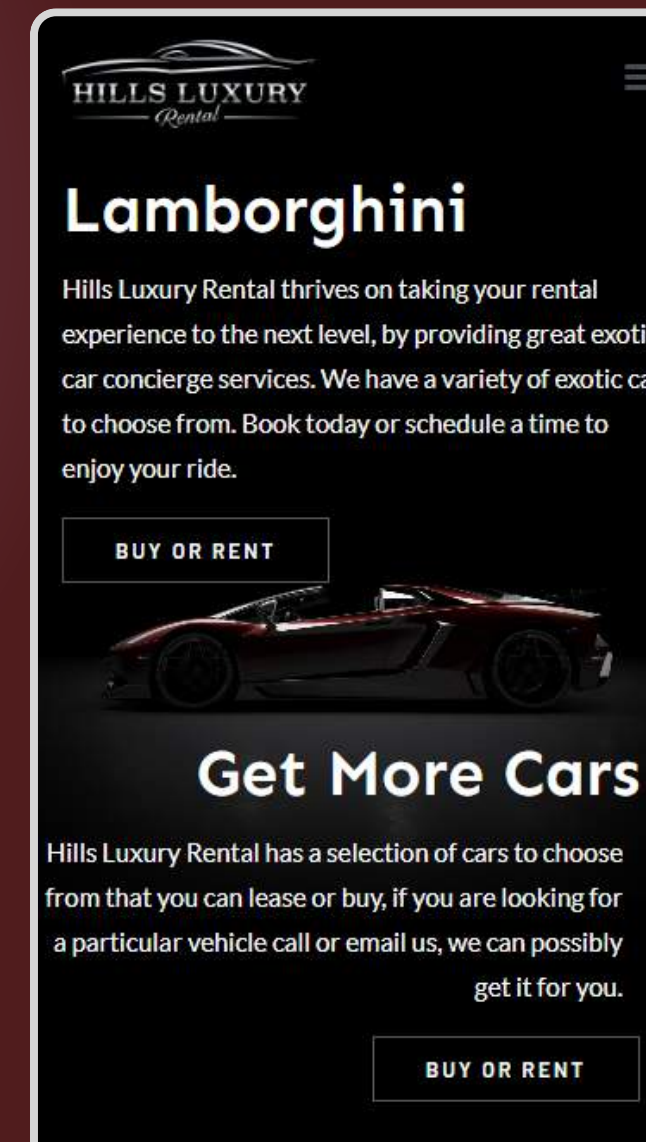 HILLS LUXURY
Rental
Lamborghini
Hills Luxury Rental thrives on taking your rental
experience to the next level, by providing great exoti
car concierge services. We have a variety of exotic ca
to choose from. Book today or schedule a time to
enjoy your ride.
BUY OR RENT
Get More Cars
Hills Luxury Rental has a selection of cars to choose
from that you can lease or buy, if you are looking for
a particular vehicle call or email us, we can possibly
get it for you.
BUY OR RENT